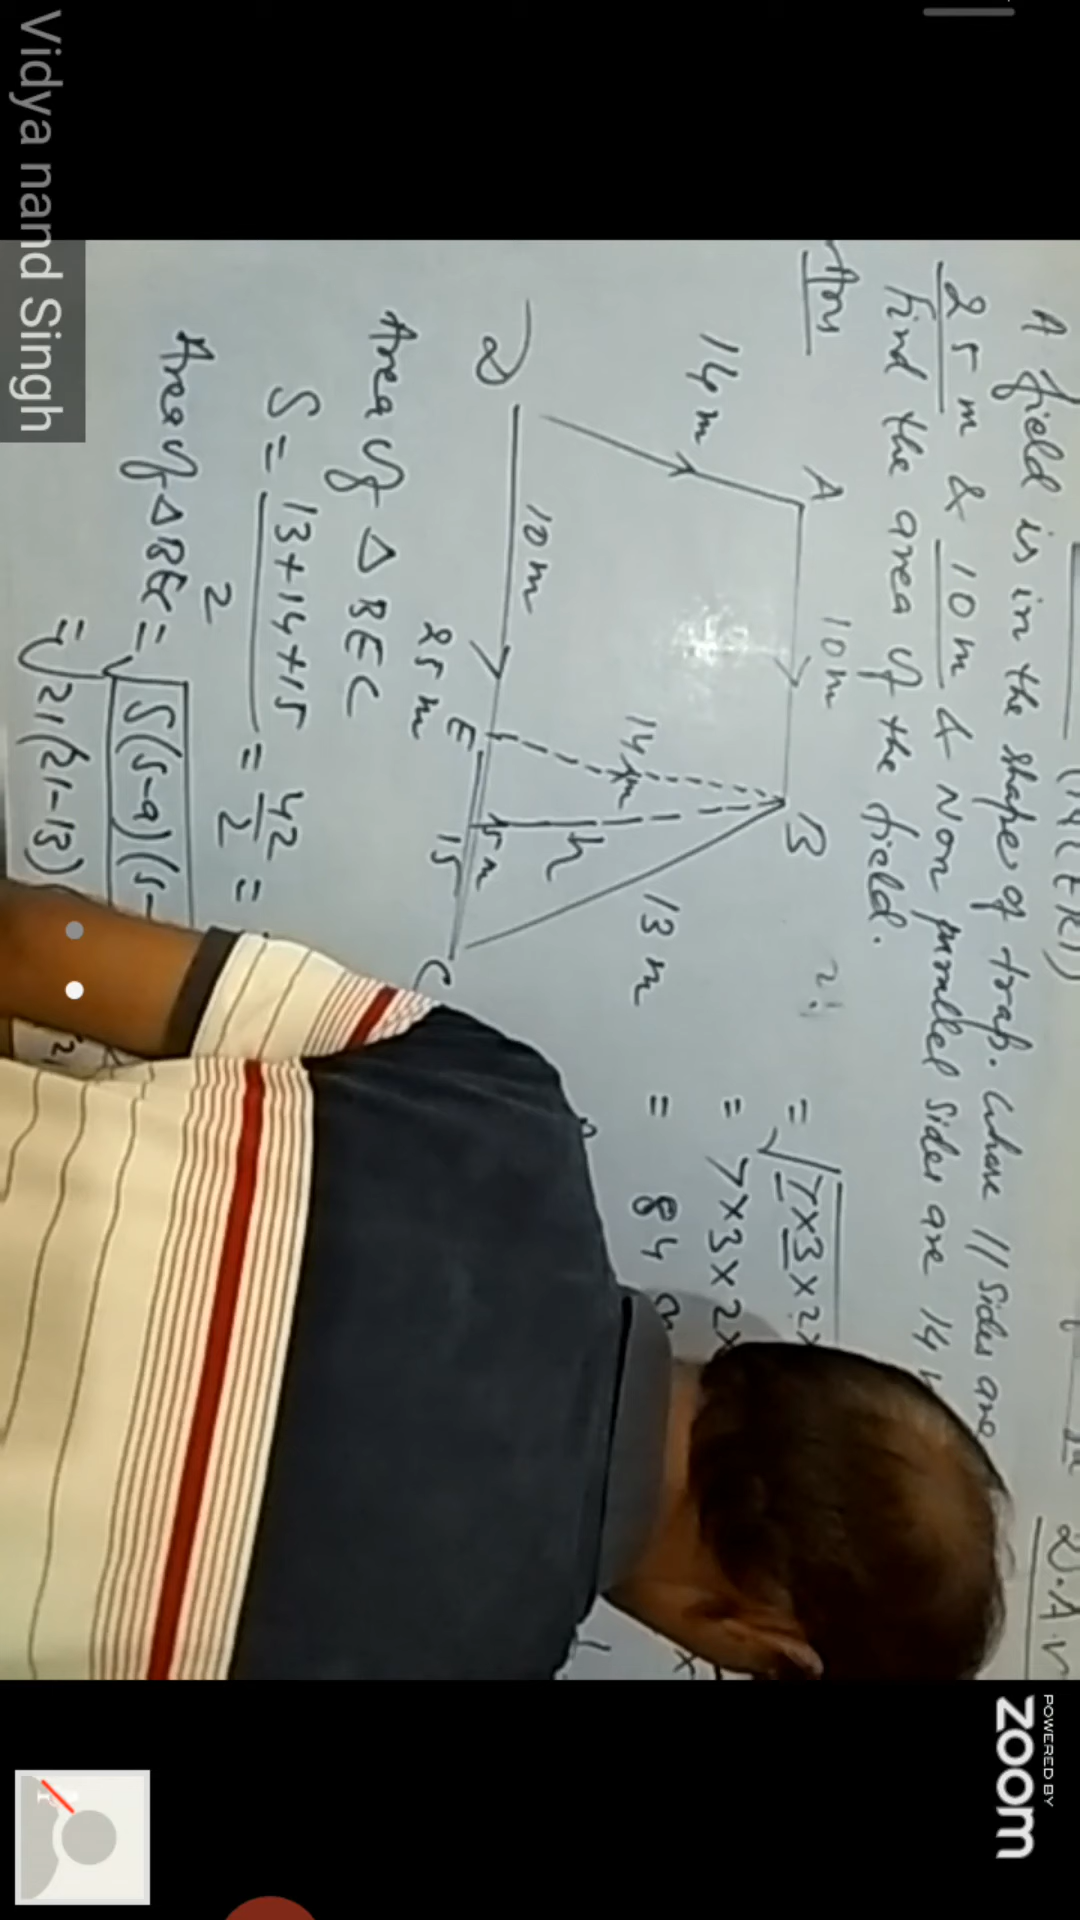 A field is in the shape of trap. whose // sides are
25 m & 10 m & Non parallel sides are 14
Find the area of the field.
Ans
A 10 m B
14 m
14 m
13 m
h
D 10 m E 15 m C
15
25 m
Area of Δ BEC
S = 13+14+15 = 42 =
2 2
Area of Δ BEC = √S(S-a)(S-
= √21(21-13)
= √7×3×2×
= 7×3×2×
= 84
D.A.V
Vidya nand Singh
POWERED BY
zoom